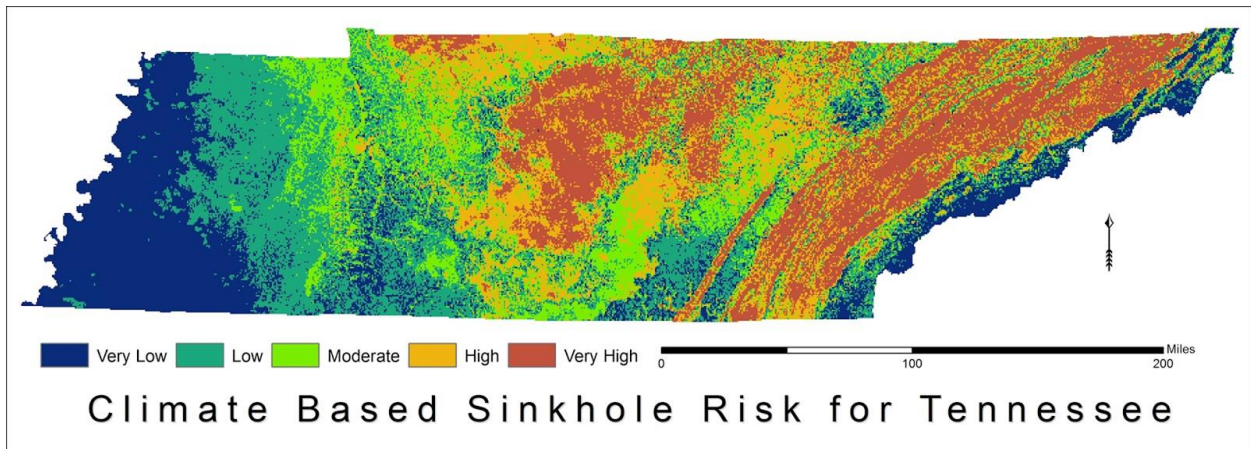 Very Low Low Moderate High Very High
Miles
0 100 200
Climate Based Sinkhole Risk for Tennessee